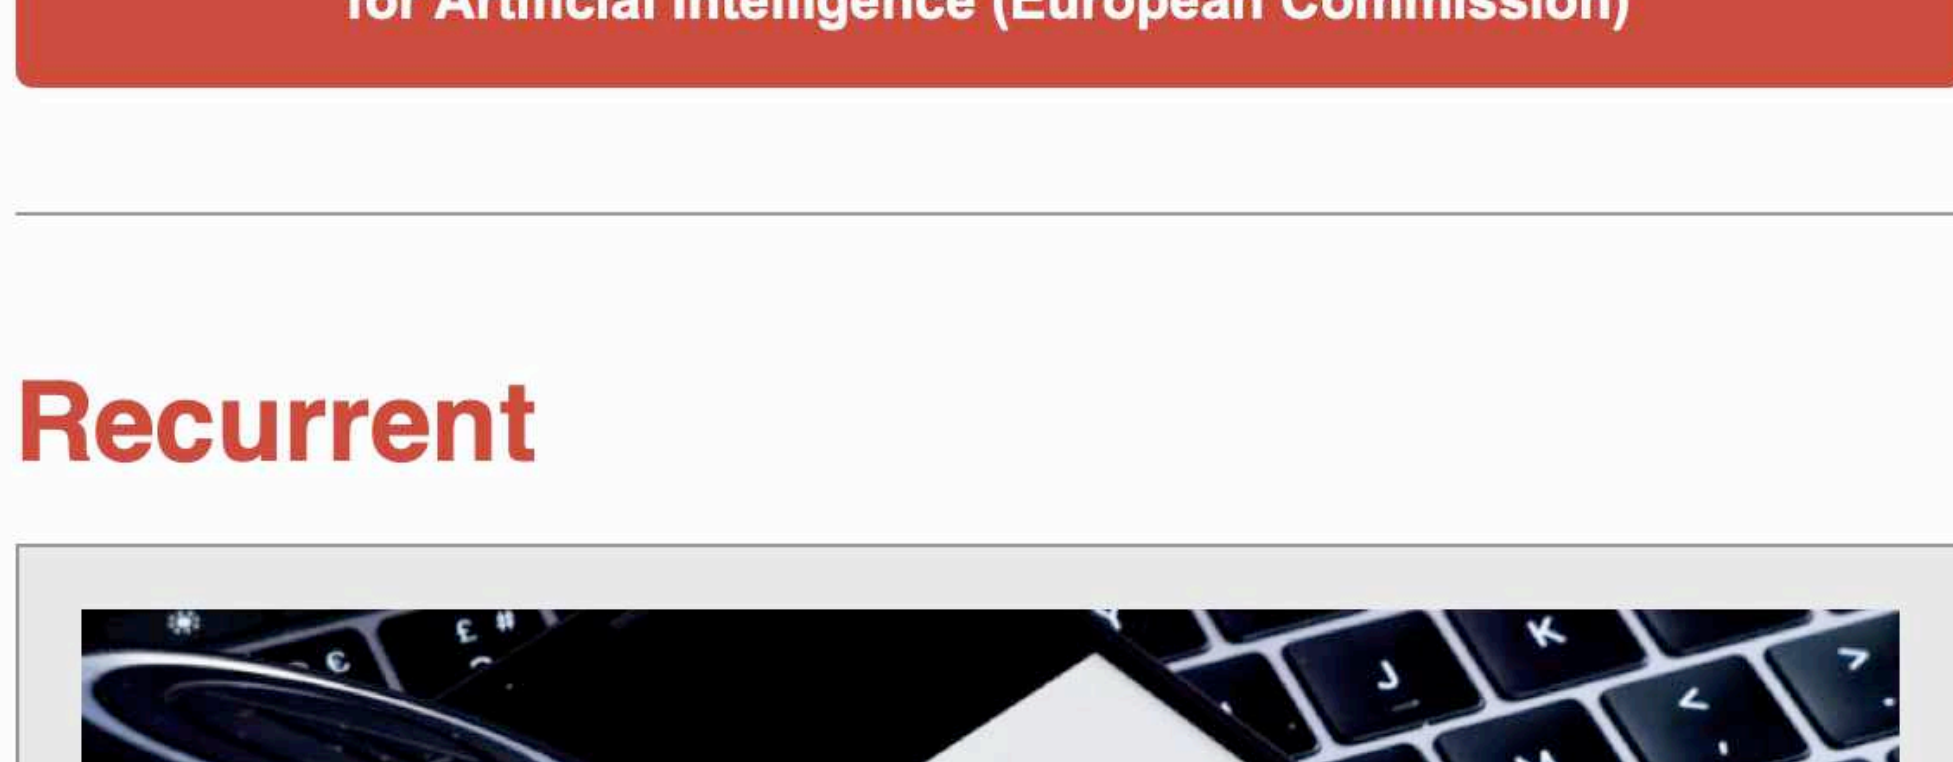 for Artificial Intelligence (European Commission)
Recurrent
£ #
€
K
J
>
<